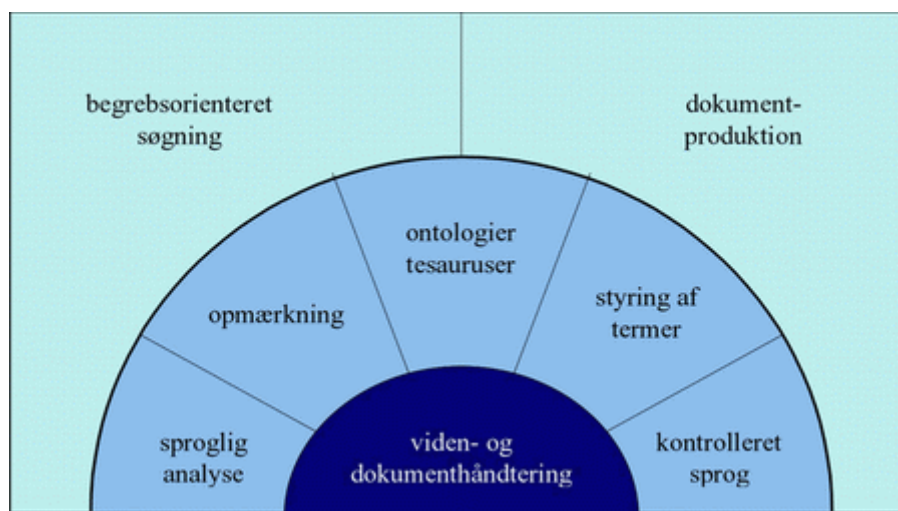 begrebsorienteret
søgning
dokument-
produktion
ontologier
tesauruser
opmærkning
styring af
termer
sproglig
analyse
viden- og
dokumenthåndtering
kontrolleret
sprog